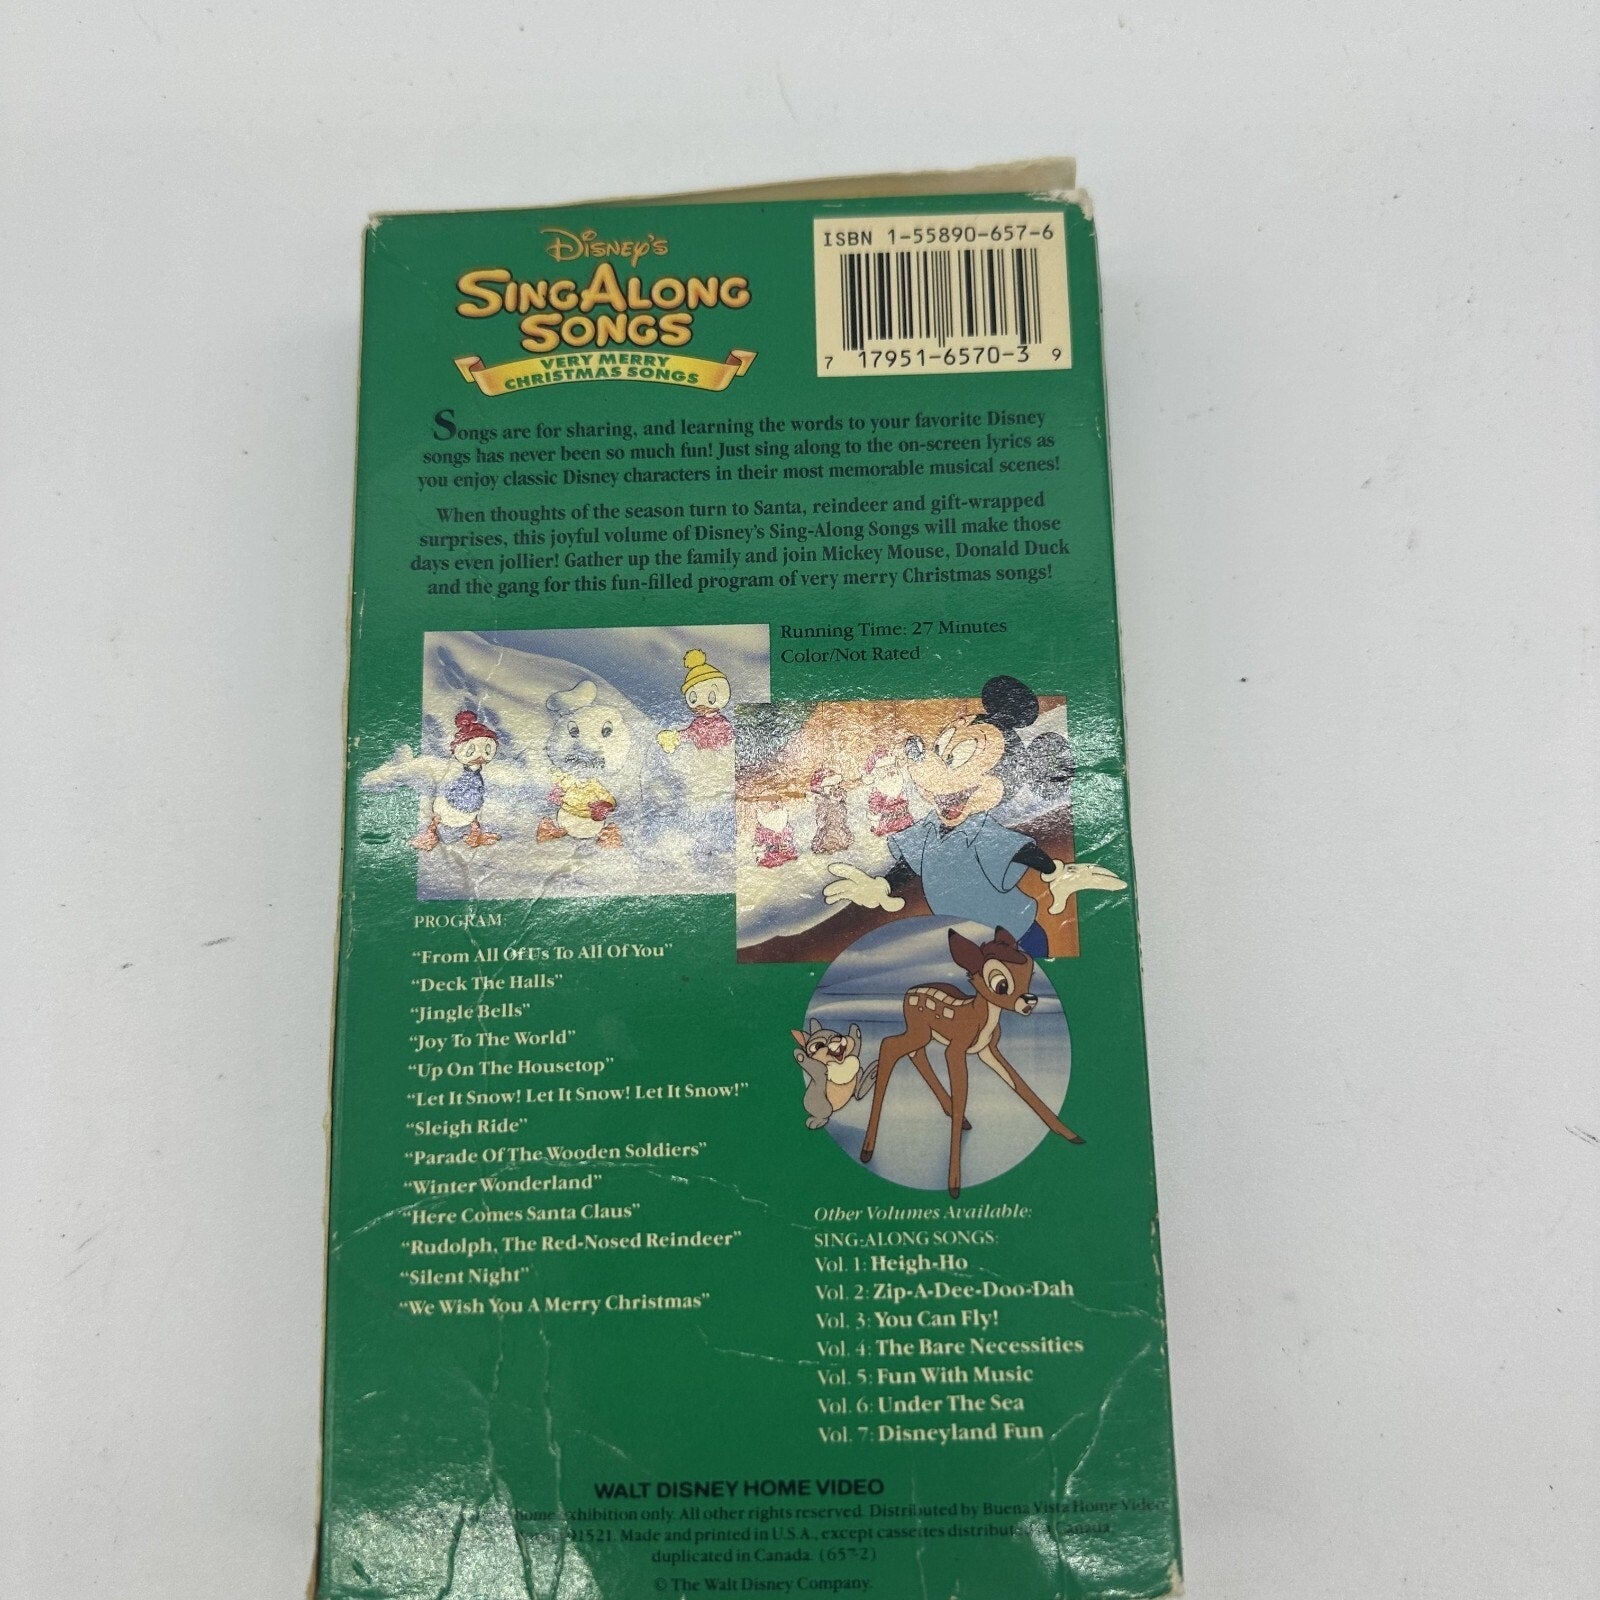 Disney's
SING ALONG
SONGS
VERY MERRY
CHRISTMAS SONGS
ISBN 1-55890-657-6
7 17951-6570-3 9
Songs are for sharing, and learning the words to your favorite Disney
songs has never been so much fun! Just sing along to the on-screen lyrics as
you enjoy classic Disney characters in their most memorable musical scenes!
When thoughts of the season turn to Santa, reindeer and gift-wrapped
surprises, this joyful volume of Disney's Sing-Along Songs will make those
days even jollier! Gather up the family and join Mickey Mouse, Donald Duck
and the gang for this fun-filled program of very merry Christmas songs!
Running Time: 27 Minutes
Color/Not Rated
PROGRAM:
"From All Of Us To All Of You"
"Deck The Halls"
"Jingle Bells"
"Joy To The World"
"Up On The Housetop"
"Let It Snow! Let It Snow! Let It Snow!"
"Sleigh Ride"
"Parade Of The Wooden Soldiers"
"Winter Wonderland"
"Here Comes Santa Claus"
"Rudolph, The Red-Nosed Reindeer"
"Silent Night"
"We Wish You A Merry Christmas"
Other Volumes Available:
SING-ALONG SONGS:
Vol. 1: Heigh-Ho
Vol. 2: Zip-A-Dee-Doo-Dah
Vol. 3: You Can Fly!
Vol. 4: The Bare Necessities
Vol. 5: Fun With Music
Vol. 6: Under The Sea
Vol. 7: Disneyland Fun
WALT DISNEY HOME VIDEO
home exhibition only. All other rights reserved. Distributed by Buena Vista Home Video,
91521. Made and printed in U.S.A., except cassettes distributed in Canada
duplicated in Canada. (657-2)
© The Walt Disney Company.